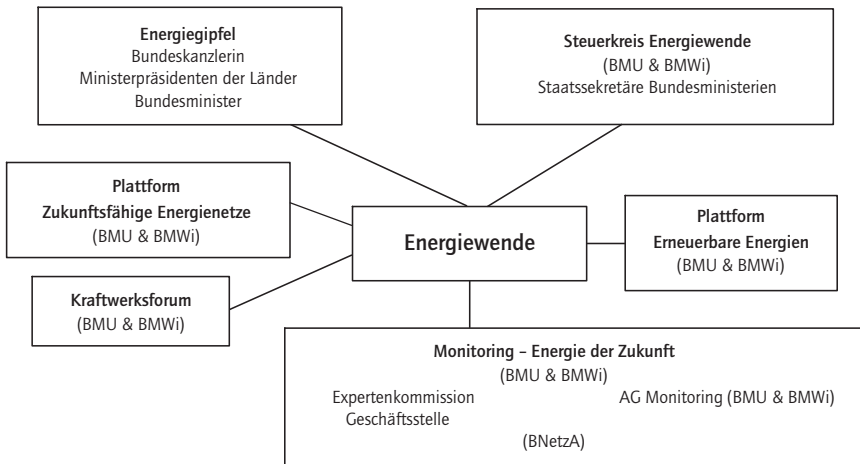 Energiegipfel
Bundeskanzlerin
Ministerpräsidenten der Länder
Bundesminister
Steuerkreis Energiewende
(BMU & BMWi)
Staatssekretäre Bundesministerien
Plattform
Zukunftsfähige Energienetze
(BMU & BMWi)
Energiewende
Plattform
Erneuerbare Energien
(BMU & BMWi)
Kraftwerksforum
(BMU & BMWi)
Monitoring – Energie der Zukunft
(BMU & BMWi)
Expertenkommission AG Monitoring (BMU & BMWi)
Geschäftsstelle
(BNetzA)